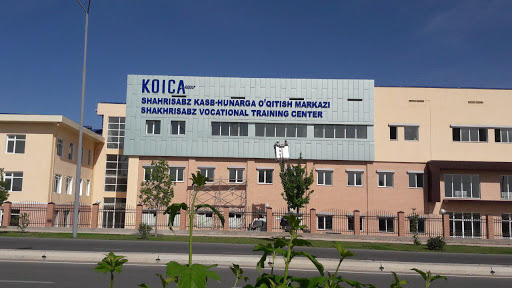 KOICA
SHAHRISABZ KASB-HUNARGA O'QITISH MARKAZI
SHAKHRISABZ VOCATIONAL TRAINING CENTER